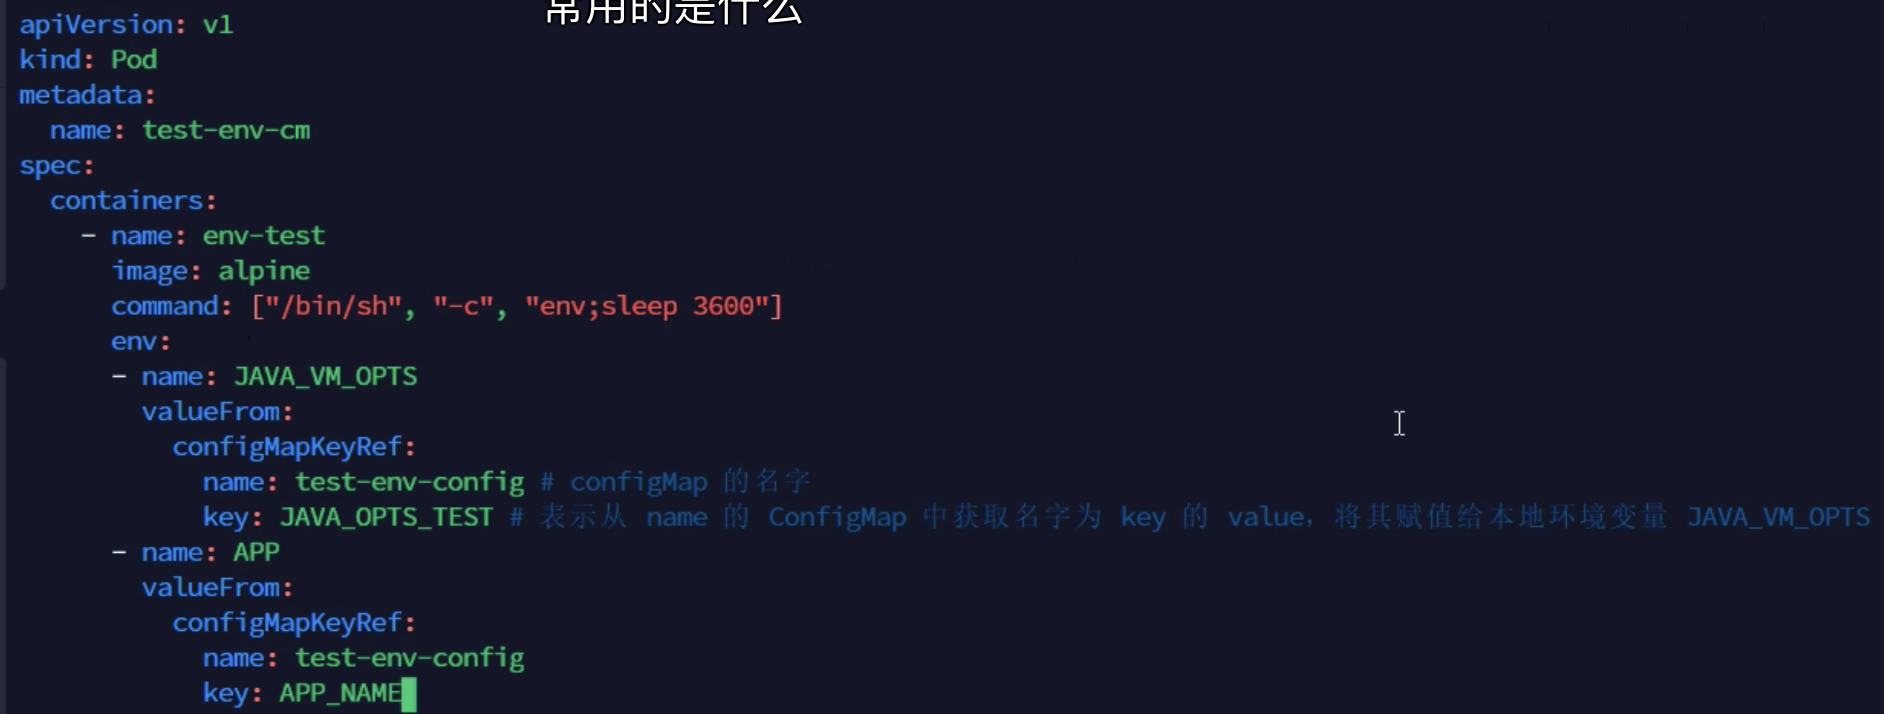 常用的是什么
apiVersion: v1
kind: Pod
metadata:
  name: test-env-cm
spec:
  containers:
    - name: env-test
      image: alpine
      command: ["/bin/sh", "-c", "env;sleep 3600"]
      env:
      - name: JAVA_VM_OPTS
        valueFrom:
          configMapKeyRef:
            name: test-env-config # configMap 的名字
            key: JAVA_OPTS_TEST # 表示从 name 的 ConfigMap 中获取名字为 key 的 value，将其赋值给本地环境变量 JAVA_VM_OPTS
      - name: APP
        valueFrom:
          configMapKeyRef:
            name: test-env-config
            key: APP_NAME